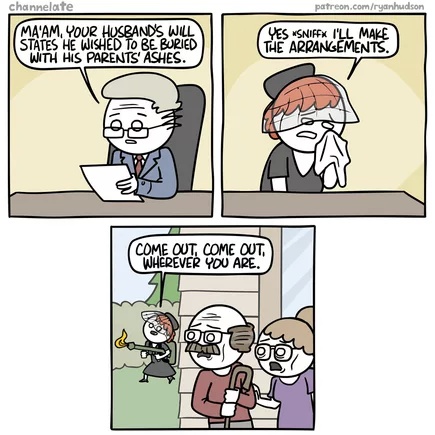 channelate
patreon.com/ryanhudson
MA'AM, YOUR HUSBAND'S WILL
STATES HE WISHED TO BE BURIED
WITH HIS PARENTS' ASHES.
YES *SNIFF* I'LL MAKE
THE ARRANGEMENTS.
COME OUT, COME OUT,
WHEREVER YOU ARE.